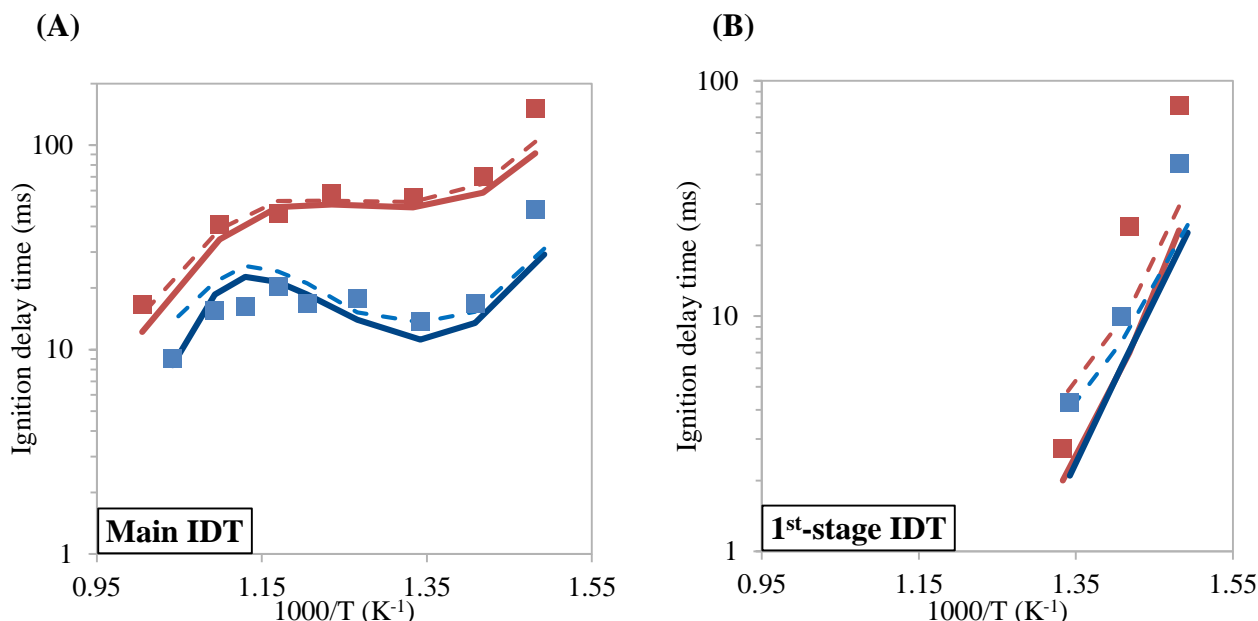 (A)
Ignition delay time (ms)
100
10
1
0.95
1.15
1.35
1.55
1000/T (K-1)
Main IDT
(B)
Ignition delay time (ms)
100
10
1
0.95
1.15
1.35
1.55
1000/T (K-1)
1st-stage IDT